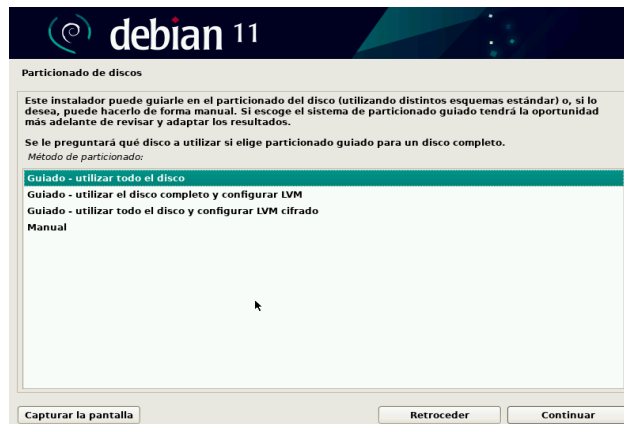 debian 11
Particionado de discos
Este instalador puede guiarle en el particionado del disco (utilizando distintos esquemas estándar) o, si lo
desea, puede hacerlo de forma manual. Si escoge el sistema de particionado guiado tendrá la oportunidad
más adelante de revisar y adaptar los resultados.
Se le preguntará qué disco a utilizar si elige particionado guiado para un disco completo.
Método de particionado:
Guiado - utilizar todo el disco
Guiado - utilizar el disco completo y configurar LVM
Guiado - utilizar todo el disco y configurar LVM cifrado
Manual
Capturar la pantalla
Retroceder
Continuar